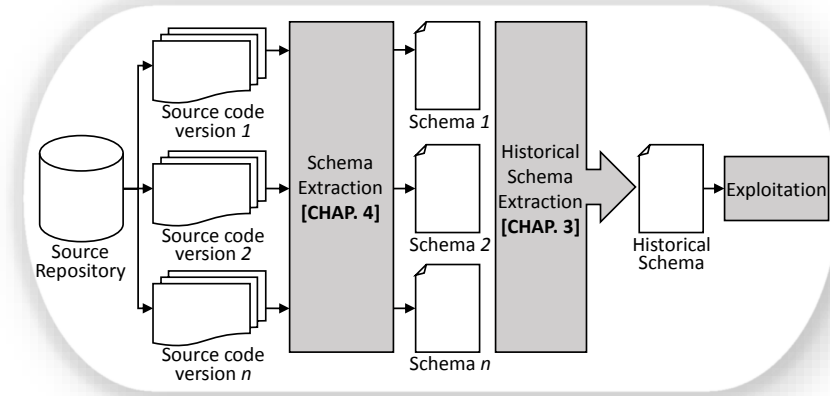 Source
Repository
Source code
version 1
Source code
version 2
Source code
version n
Schema
Extraction
[CHAP. 4]
Schema 1
Schema 2
Schema n
Historical
Schema
Extraction
[CHAP. 3]
Historical
Schema
Exploitation